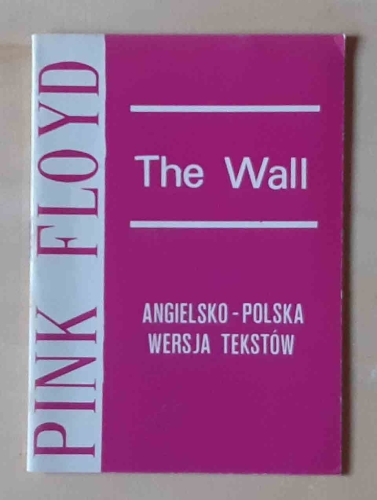 PINK FLOYD
The Wall
ANGIELSKO-POLSKA
WERSJA TEKSTÓW